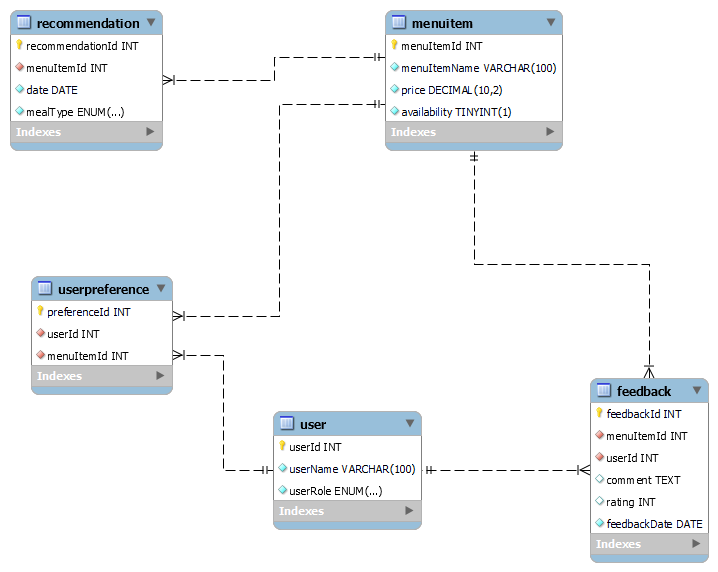 recommendation
recommendationId INT
menuItemId INT
date DATE
mealType ENUM(...)
Indexes
menuitem
menuItemId INT
menuItemName VARCHAR(100)
price DECIMAL(10,2)
availability TINYINT(1)
Indexes
userpreference
preferenceId INT
userId INT
menuItemId INT
Indexes
user
userId INT
userName VARCHAR(100)
userRole ENUM(...)
Indexes
feedback
feedbackId INT
menuItemId INT
userId INT
comment TEXT
rating INT
feedbackDate DATE
Indexes